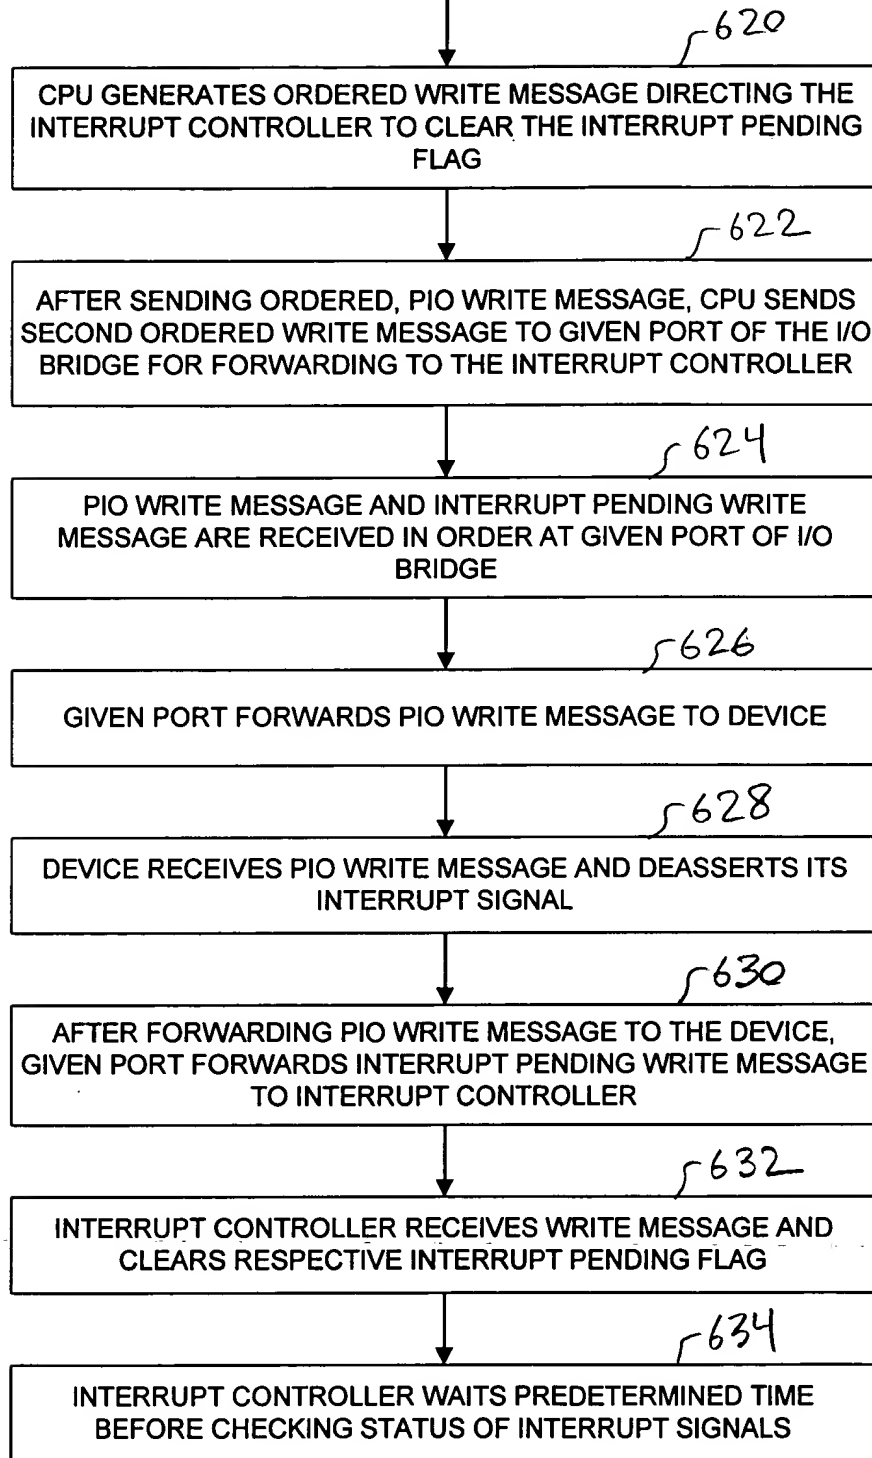 620
CPU GENERATES ORDERED WRITE MESSAGE DIRECTING THE
INTERRUPT CONTROLLER TO CLEAR THE INTERRUPT PENDING
FLAG
622
AFTER SENDING ORDERED, PIO WRITE MESSAGE, CPU SENDS
SECOND ORDERED WRITE MESSAGE TO GIVEN PORT OF THE I/O
BRIDGE FOR FORWARDING TO THE INTERRUPT CONTROLLER
624
PIO WRITE MESSAGE AND INTERRUPT PENDING WRITE
MESSAGE ARE RECEIVED IN ORDER AT GIVEN PORT OF I/O
BRIDGE
626
GIVEN PORT FORWARDS PIO WRITE MESSAGE TO DEVICE
628
DEVICE RECEIVES PIO WRITE MESSAGE AND DEASSERTS ITS
INTERRUPT SIGNAL
630
AFTER FORWARDING PIO WRITE MESSAGE TO THE DEVICE,
GIVEN PORT FORWARDS INTERRUPT PENDING WRITE MESSAGE
TO INTERRUPT CONTROLLER
632
INTERRUPT CONTROLLER RECEIVES WRITE MESSAGE AND
CLEARS RESPECTIVE INTERRUPT PENDING FLAG
634
INTERRUPT CONTROLLER WAITS PREDETERMINED TIME
BEFORE CHECKING STATUS OF INTERRUPT SIGNALS